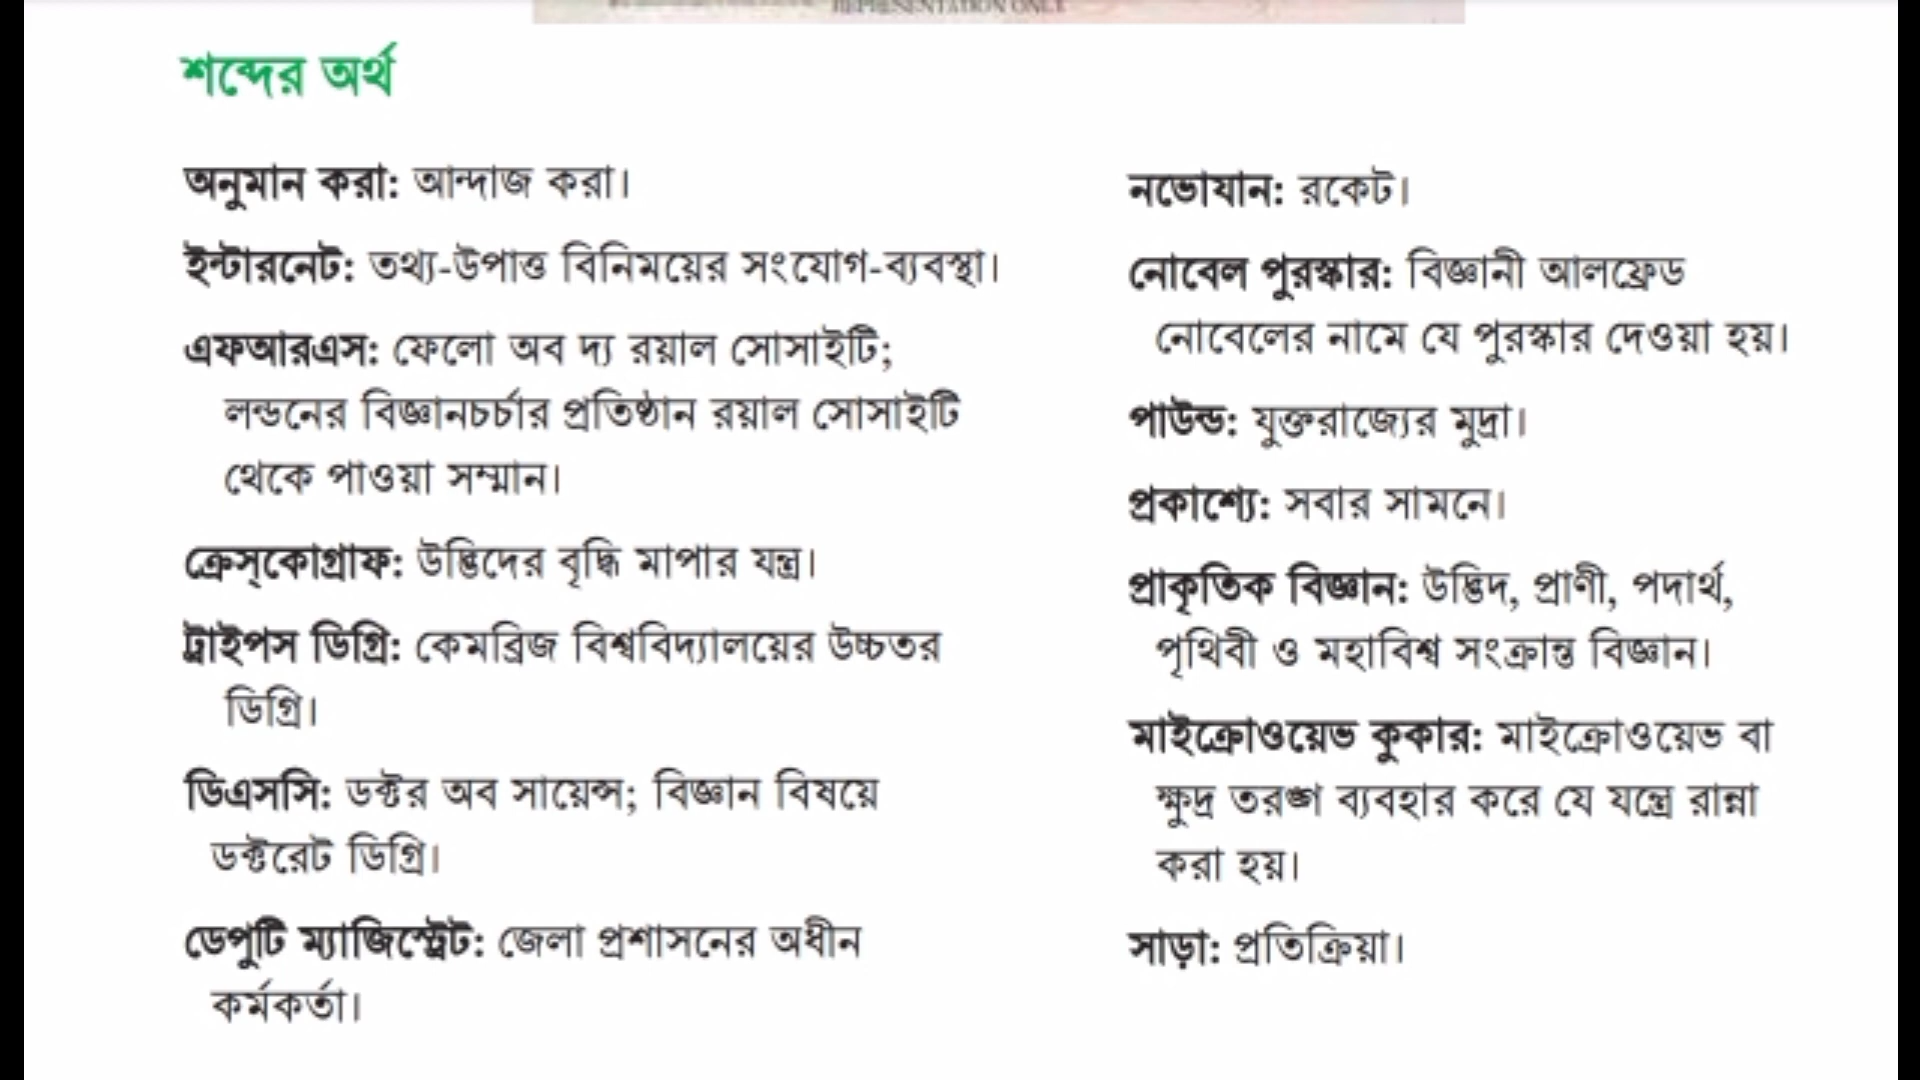 REPRESENTATION ONLY
শব্দের অর্থ
অনুমান করা: আন্দাজ করা।
ইন্টারনেট: তথ্য-উপাত্ত বিনিময়ের সংযোগ-ব্যবস্থা।
এফআরএস: ফেলো অব দ্য রয়াল সোসাইটি;
লন্ডনের বিজ্ঞানচর্চার প্রতিষ্ঠান রয়াল সোসাইটি
থেকে পাওয়া সম্মান।
ক্রেস্‌কোগ্রাফ: উদ্ভিদের বৃদ্ধি মাপার যন্ত্র।
ট্রাইপস ডিগ্রি: কেমব্রিজ বিশ্ববিদ্যালয়ের উচ্চতর
ডিগ্রি।
ডিএসসি: ডক্টর অব সায়েন্স; বিজ্ঞান বিষয়ে
ডক্টরেট ডিগ্রি।
ডেপুটি ম্যাজিস্ট্রেট: জেলা প্রশাসনের অধীন
কর্মকর্তা।
নভোযান: রকেট।
নোবেল পুরস্কার: বিজ্ঞানী আলফ্রেড
নোবেলের নামে যে পুরস্কার দেওয়া হয়।
পাউন্ড: যুক্তরাজ্যের মুদ্রা।
প্রকাশ্যে: সবার সামনে।
প্রাকৃতিক বিজ্ঞান: উদ্ভিদ, প্রাণী, পদার্থ,
পৃথিবী ও মহাবিশ্ব সংক্রান্ত বিজ্ঞান।
মাইক্রোওয়েভ কুকার: মাইক্রোওয়েভ বা
ক্ষুদ্র তরঙ্গ ব্যবহার করে যে যন্ত্রে রান্না
করা হয়।
সাড়া: প্রতিক্রিয়া।